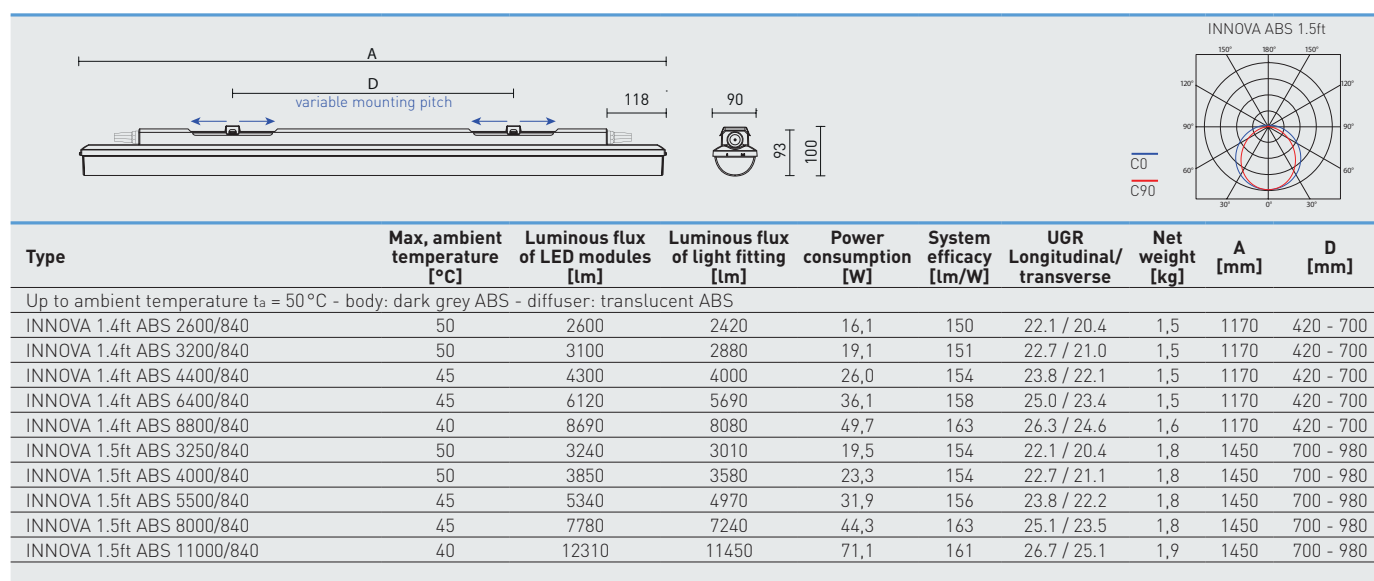 INNOVA ABS 1.5ft
150° 180° 150°
A
120° 120°
D
variable mounting pitch
118 90
90° 90°
93
100
C0
60° 60°
C90
30° 0° 30°
Type Max, ambient temperature [°C] Luminous flux of LED modules [lm] Luminous flux of light fitting [lm] Power consumption [W] System efficacy [lm/W] UGR Longitudinal/ transverse Net weight [kg] A [mm] D [mm]
Up to ambient temperature ta = 50°C - body: dark grey ABS - diffuser: translucent ABS
INNOVA 1.4ft ABS 2600/840 50 2600 2420 16,1 150 22.1 / 20.4 1,5 1170 420 - 700
INNOVA 1.4ft ABS 3200/840 50 3100 2880 19,1 151 22.7 / 21.0 1,5 1170 420 - 700
INNOVA 1.4ft ABS 4400/840 45 4300 4000 26,0 154 23.8 / 22.1 1,5 1170 420 - 700
INNOVA 1.4ft ABS 6400/840 45 6120 5690 36,1 158 25.0 / 23.4 1,5 1170 420 - 700
INNOVA 1.4ft ABS 8800/840 40 8690 8080 49,7 163 26.3 / 24.6 1,6 1170 420 - 700
INNOVA 1.5ft ABS 3250/840 50 3240 3010 19,5 154 22.1 / 20.4 1,8 1450 700 - 980
INNOVA 1.5ft ABS 4000/840 50 3850 3580 23,3 154 22.7 / 21.1 1,8 1450 700 - 980
INNOVA 1.5ft ABS 5500/840 45 5340 4970 31,9 156 23.8 / 22.2 1,8 1450 700 - 980
INNOVA 1.5ft ABS 8000/840 45 7780 7240 44,3 163 25.1 / 23.5 1,8 1450 700 - 980
INNOVA 1.5ft ABS 11000/840 40 12310 11450 71,1 161 26.7 / 25.1 1,9 1450 700 - 980